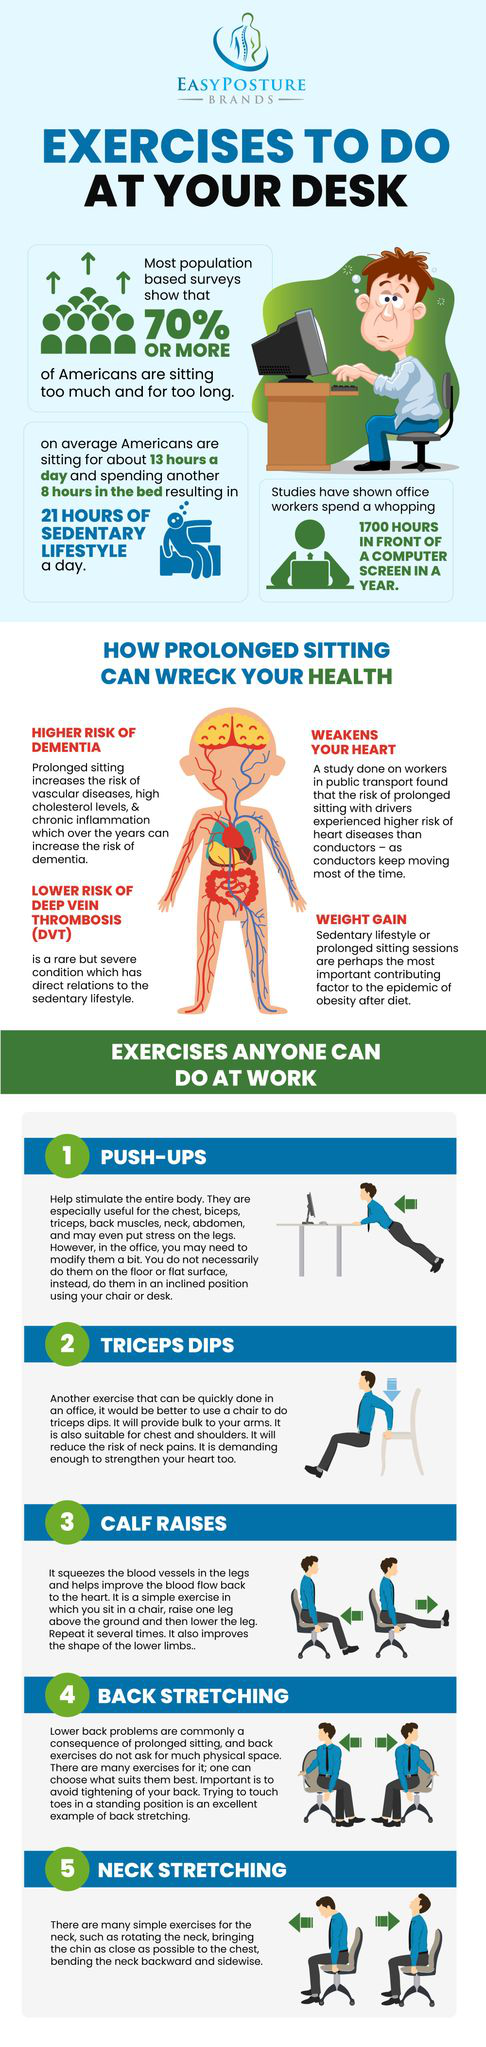 EASYPOSTURE
BRANDS
EXERCISES TO DO
AT YOUR DESK
Most population
based surveys
show that
70%
OR MORE
of Americans are sitting
too much and for too long.
on average Americans are
sitting for about 13 hours a
day and spending another
8 hours in the bed resulting in
21 HOURS OF
SEDENTARY
LIFESTYLE
a day.
Studies have shown office
workers spend a whopping
1700 HOURS
IN FRONT OF
A COMPUTER
SCREEN IN A
YEAR.
HOW PROLONGED SITTING
CAN WRECK YOUR HEALTH
HIGHER RISK OF
DEMENTIA
Prolonged sitting
increases the risk of
vascular diseases, high
cholesterol levels, &
chronic inflammation
which over the years can
increase the risk of
dementia.
LOWER RISK OF
DEEP VEIN
THROMBOSIS
(DVT)
is a rare but severe
condition which has
direct relations to the
sedentary lifestyle.
WEAKENS
YOUR HEART
A study done on workers
in public transport found
that the risk of prolonged
sitting with drivers
experienced higher risk of
heart diseases than
conductors – as
conductors keep moving
most of the time.
WEIGHT GAIN
Sedentary lifestyle or
prolonged sitting sessions
are perhaps the most
important contributing
factor to the epidemic of
obesity after diet.
EXERCISES ANYONE CAN
DO AT WORK
1 PUSH-UPS
Help stimulate the entire body. They are
especially useful for the chest, biceps,
triceps, back muscles, neck, abdomen,
and may even put stress on the legs.
However, in the office, you may need to
modify them a bit. You do not necessarily
do them on the floor or flat surface,
instead, do them in an inclined position
using your chair or desk.
2 TRICEPS DIPS
Another exercise that can be quickly done in
an office, it would be better to use a chair to do
triceps dips. It will provide bulk to your arms. It
is also suitable for chest and shoulders. It will
reduce the risk of neck pains. It is demanding
enough to strengthen your heart too.
3 CALF RAISES
It squeezes the blood vessels in the legs
and helps improve the blood flow back
to the heart. It is a simple exercise in
which you sit in a chair, raise one leg
above the ground and then lower the leg.
Repeat it several times. It also improves
the shape of the lower limbs..
4 BACK STRETCHING
Lower back problems are commonly a
consequence of prolonged sitting, and back
exercises do not ask for much physical space.
There are many exercises for it; one can
choose what suits them best. Important is to
avoid tightening of your back. Trying to touch
toes in a standing position is an excellent
example of back stretching.
5 NECK STRETCHING
There are many simple exercises for the
neck, such as rotating the neck, bringing
the chin as close as possible to the chest,
bending the neck backward and sidewise.